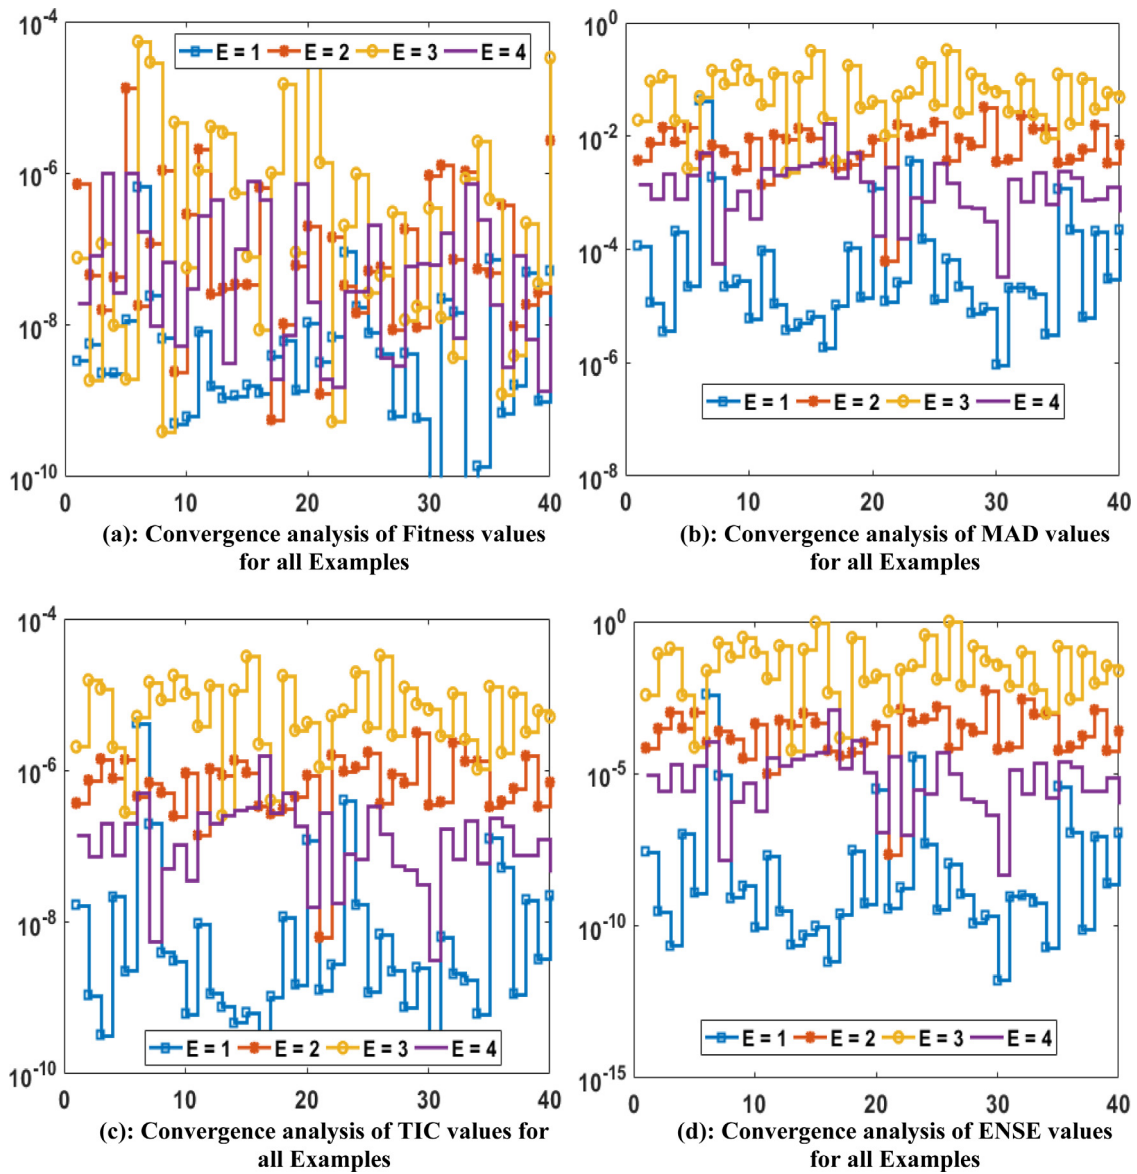 10^-4
E = 1 E = 2 E = 3 E = 4
10^-6
10^-8
10^-10
0 10 20 30 40
(a): Convergence analysis of Fitness values
for all Examples
10^0
10^-2
10^-4
10^-6
E = 1 E = 2 E = 3 E = 4
10^-8
0 10 20 30 40
(b): Convergence analysis of MAD values
for all Examples
10^-4
10^-6
10^-8
E = 1 E = 2 E = 3 E = 4
10^-10
0 10 20 30 40
(c): Convergence analysis of TIC values for
all Examples
10^0
10^-5
10^-10
E = 1 E = 2 E = 3 E = 4
10^-15
0 10 20 30 40
(d): Convergence analysis of ENSE values
for all Examples